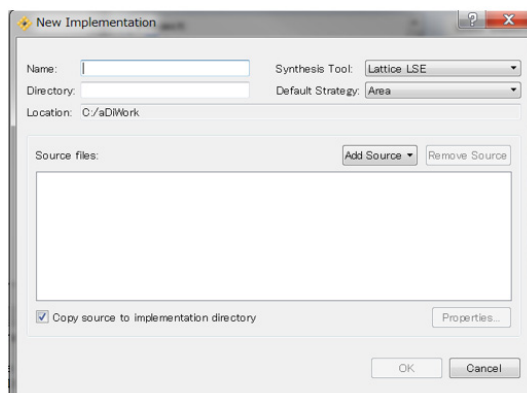 New Implementation
Name: Synthesis Tool: Lattice LSE
Directory: Default Strategy: Area
Location: C:/aDiWork
Source files: Add Source Remove Source
Copy source to implementation directory Properties...
OK Cancel